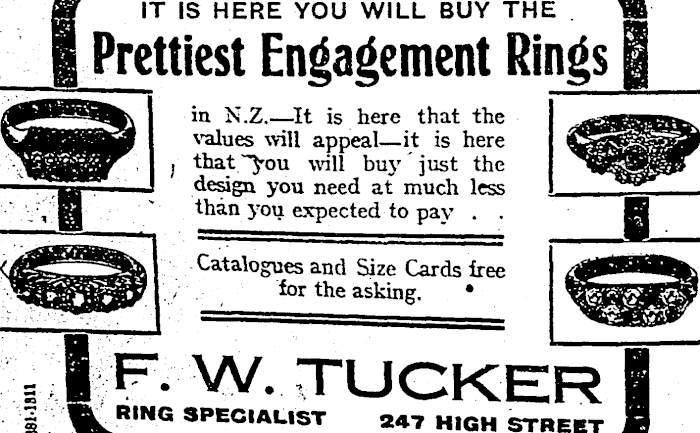 IT IS HERE YOU WILL BUY THE
Prettiest Engagement Rings
in N.Z.—It is here that the
values will appeal—it is here
that you will buy just the
design you need at much less
than you expected to pay . .
Catalogues and Size Cards free
for the asking.
F. W. TUCKER
RING SPECIALIST 247 HIGH STREET